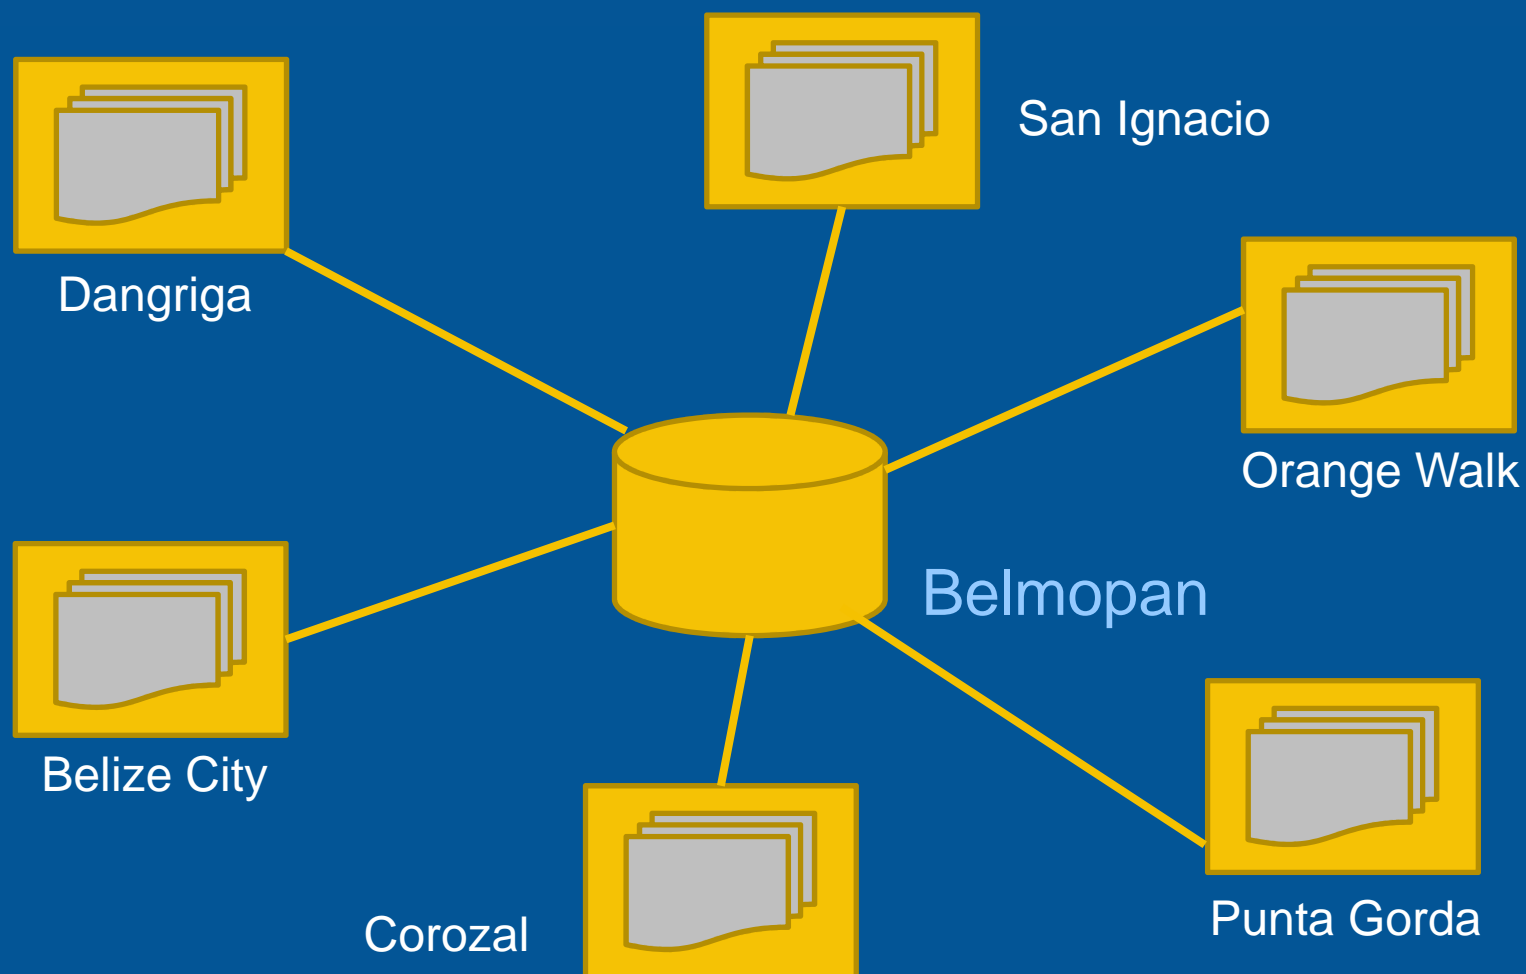 San Ignacio
Dangriga
Orange Walk
Belmopan
Belize City
Punta Gorda
Corozal